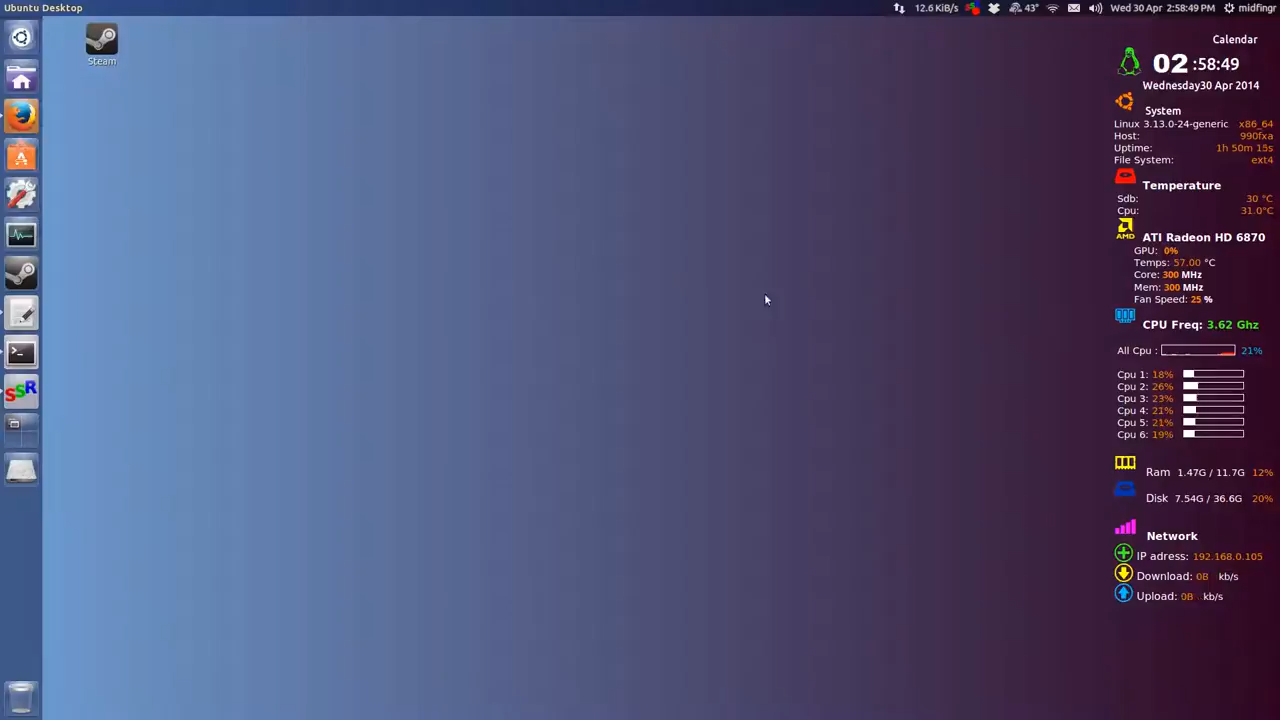 Ubuntu Desktop
12.6 KiB/s 43° Wed 30 Apr 2:58:49 PM midfingr
Steam
Calendar
02 :58:49
Wednesday30 Apr 2014
System
Linux 3.13.0-24-generic x86_64
Host: 990fxa
Uptime: 1h 50m 15s
File System: ext4
Temperature
Sdb: 30 °C
Cpu: 31.0°C
AMD
ATI Radeon HD 6870
GPU: 0%
Temps: 57.00 °C
Core: 300 MHz
Mem: 300 MHz
Fan Speed: 25 %
CPU Freq: 3.62 Ghz
All Cpu : 21%
Cpu 1: 18%
Cpu 2: 26%
Cpu 3: 23%
Cpu 4: 21%
Cpu 5: 21%
Cpu 6: 19%
Ram 1.47G / 11.7G 12%
Disk 7.54G / 36.6G 20%
Network
IP adress: 192.168.0.105
Download: 0B kb/s
Upload: 0B kb/s
SSR